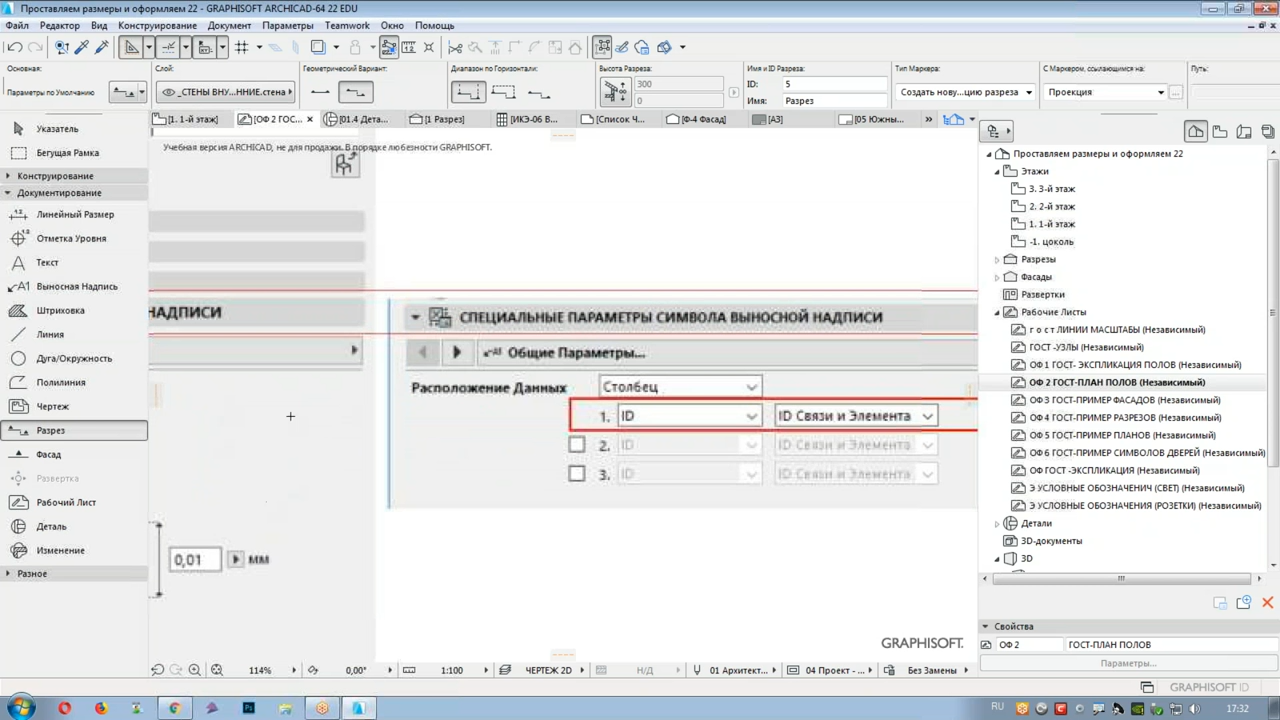 Проставляем размеры и оформляем 22 - GRAPHISOFT ARCHICAD-64 22 EDU
Файл Редактор Вид Конструирование Документ Параметры Teamwork Окно Помощь
Основная:
Параметры по Умолчанию
Слой:
_СТЕНЫ ВНУ...ННИЕ.стена
Геометрический Вариант:
Диапазон по Горизонтали:
Высота Разреза:
300
0
Имя и ID Разреза:
ID: 5
Имя: Разрез
Тип Маркера:
Создать нову...цию разреза
С Маркером, ссылающимся на:
Проекция
...
Путь:
[1. 1-й этаж] [ОФ 2 ГОС... [01.4 Дета... [1 Разрез] [ИКЭ-06 В... [Список Ч... [Ф-4 Фасад] [А3] [05 Южны...
Указатель
Бегущая Рамка
Конструирование
Документирование
Линейный Размер
Отметка Уровня
Текст
Выносная Надпись
Штриховка
Линия
Дуга/Окружность
Полилиния
Чертеж
Разрез
Фасад
Развертка
Рабочий Лист
Деталь
Изменение
Разное
Учебная версия ARCHICAD, не для продажи. В порядке любезности GRAPHISOFT.
НАДПИСИ
0,01 мм
СПЕЦИАЛЬНЫЕ ПАРАМЕТРЫ СИМВОЛА ВЫНОСНОЙ НАДПИСИ
Общие Параметры...
Расположение Данных Столбец
1. ID ID Связи и Элемента
2. ID ID Связи и Элемента
3. ID ID Связи и Элемента
GRAPHISOFT.
Проставляем размеры и оформляем 22
Этажи
3. 3-й этаж
2. 2-й этаж
1. 1-й этаж
-1. цоколь
Разрезы
Фасады
Развертки
Рабочие Листы
г о с т ЛИНИИ МАСШТАБЫ (Независимый)
ГОСТ -УЗЛЫ (Независимый)
ОФ 1 ГОСТ- ЭКСПЛИКАЦИЯ ПОЛОВ (Независимый)
ОФ 2 ГОСТ-ПЛАН ПОЛОВ (Независимый)
ОФ 3 ГОСТ-ПРИМЕР ФАСАДОВ (Независимый)
ОФ 4 ГОСТ-ПРИМЕР РАЗРЕЗОВ (Независимый)
ОФ 5 ГОСТ-ПРИМЕР ПЛАНОВ (Независимый)
ОФ 6 ГОСТ-ПРИМЕР СИМВОЛОВ ДВЕРЕЙ (Независимый)
ОФ ГОСТ -ЭКСПЛИКАЦИЯ (Независимый)
Э УСЛОВНЫЕ ОБОЗНАЧЕНИЧ (СВЕТ) (Независимый)
Э УСЛОВНЫЕ ОБОЗНАЧЕНИЯ (РОЗЕТКИ) (Независимый)
Детали
3D-документы
3D
Свойства
ОФ 2 ГОСТ-ПЛАН ПОЛОВ
Параметры...
114% 0,00° 1:100 ЧЕРТЕЖ 2D Н/Д 01 Архитект... 04 Проект - ... Без Замены
GRAPHISOFT ID
RU 17:32